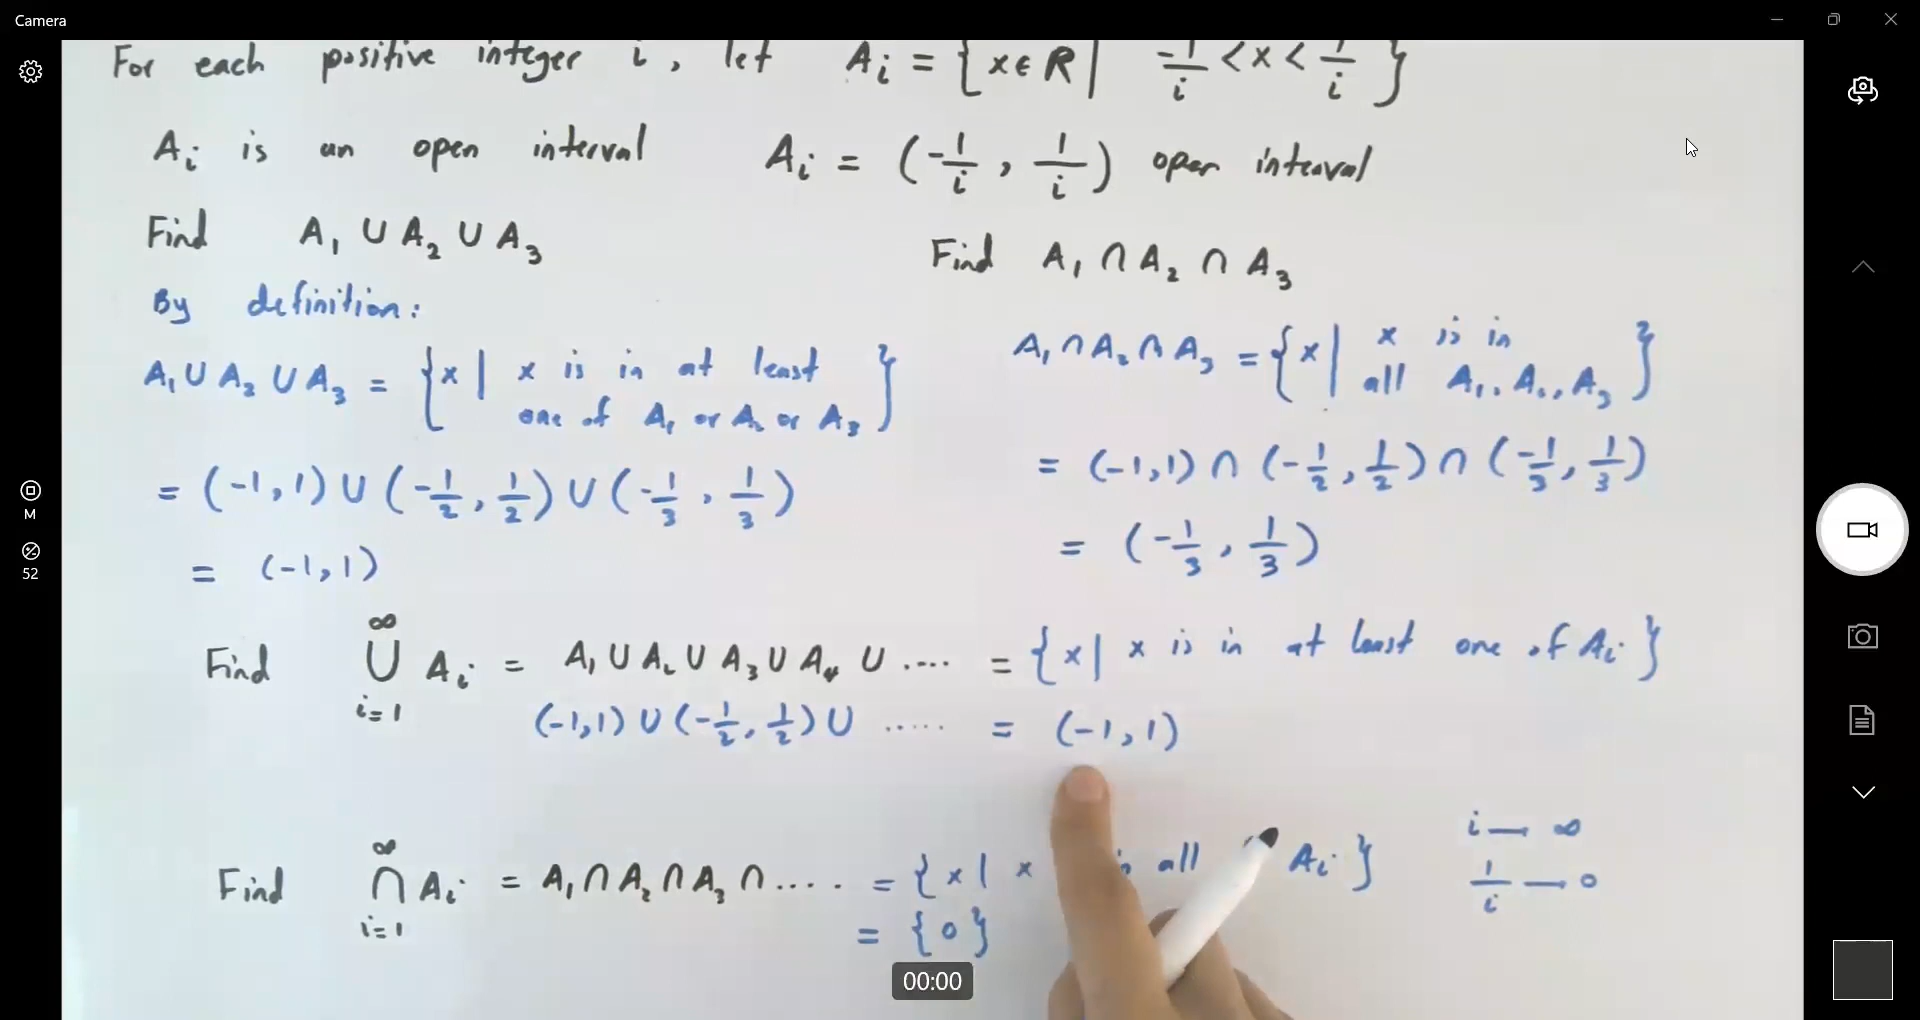 Camera
For each positive integer i, let Ai = {x∈R| -1/i < x < 1/i}
Ai is an open interval Ai = (-1/i, 1/i) open interval
Find A1 ∪ A2 ∪ A3
Find A1 ∩ A2 ∩ A3
By definition:
A1 ∪ A2 ∪ A3 = {x| x is in at least one of A1 or A2 or A3}
= (-1,1) ∪ (-1/2, 1/2) ∪ (-1/3, 1/3)
= (-1,1)
A1 ∩ A2 ∩ A3 = {x| x is in all A1, A2, A3}
= (-1,1) ∩ (-1/2, 1/2) ∩ (-1/3, 1/3)
= (-1/3, 1/3)
Find ∞ ∪ i=1 Ai = A1 ∪ A2 ∪ A3 ∪ A4 ∪ .... = {x| x is in at least one of Ai}
(-1,1) ∪ (-1/2, 1/2) ∪ ..... = (-1,1)
Find ∞ ∩ i=1 Ai = A1 ∩ A2 ∩ A3 ∩ .... = {x| x all Ai}
= {0}
i — ∞
1/i — 0
M
52
00:00